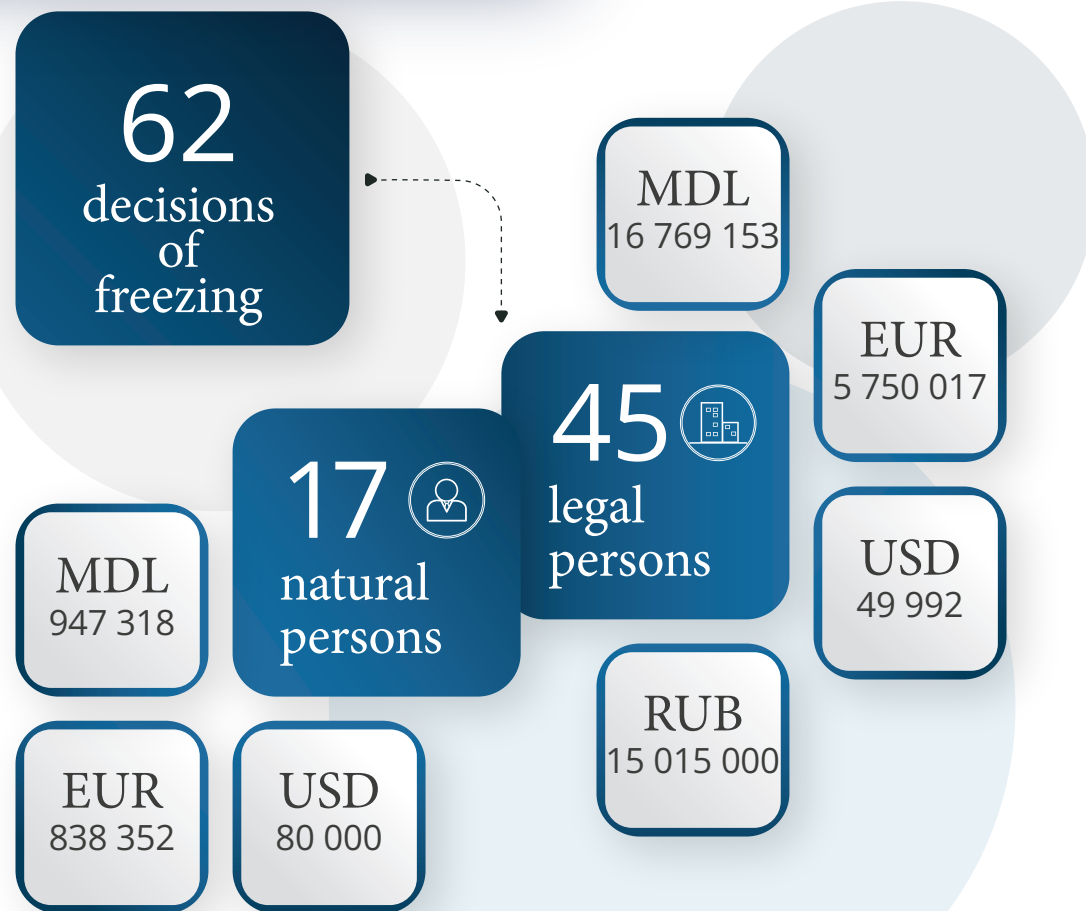 62
decisions
of
freezing
MDL
16 769 153
EUR
5 750 017
45
legal
persons
17
natural
persons
USD
49 992
MDL
947 318
RUB
15 015 000
EUR
838 352
USD
80 000